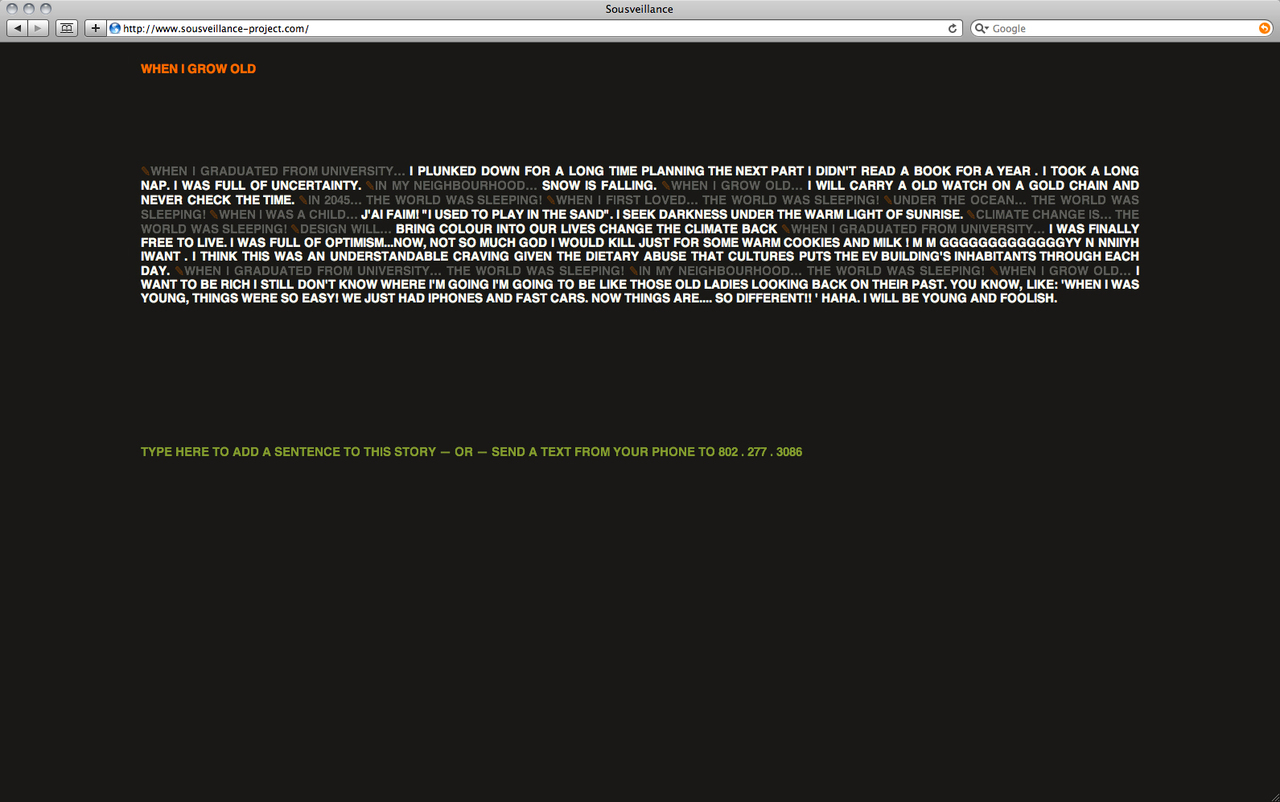 Sousveillance
http://www.sousveillance-project.com/
Google
WHEN I GROW OLD
WHEN I GRADUATED FROM UNIVERSITY... I PLUNKED DOWN FOR A LONG TIME PLANNING THE NEXT PART I DIDN'T READ A BOOK FOR A YEAR . I TOOK A LONG
NAP. I WAS FULL OF UNCERTAINTY. IN MY NEIGHBOURHOOD... SNOW IS FALLING. WHEN I GROW OLD... I WILL CARRY A OLD WATCH ON A GOLD CHAIN AND
NEVER CHECK THE TIME. IN 2045... THE WORLD WAS SLEEPING! WHEN I FIRST LOVED... THE WORLD WAS SLEEPING! UNDER THE OCEAN... THE WORLD WAS
SLEEPING! WHEN I WAS A CHILD... J'AI FAIM! "I USED TO PLAY IN THE SAND". I SEEK DARKNESS UNDER THE WARM LIGHT OF SUNRISE. CLIMATE CHANGE IS... THE
WORLD WAS SLEEPING! DESIGN WILL... BRING COLOUR INTO OUR LIVES CHANGE THE CLIMATE BACK WHEN I GRADUATED FROM UNIVERSITY... I WAS FINALLY
FREE TO LIVE. I WAS FULL OF OPTIMISM...NOW, NOT SO MUCH GOD I WOULD KILL JUST FOR SOME WARM COOKIES AND MILK ! M M GGGGGGGGGGGGGYY N NNIIYH
IWANT . I THINK THIS WAS AN UNDERSTANDABLE CRAVING GIVEN THE DIETARY ABUSE THAT CULTURES PUTS THE EV BUILDING'S INHABITANTS THROUGH EACH
DAY. WHEN I GRADUATED FROM UNIVERSITY... THE WORLD WAS SLEEPING! IN MY NEIGHBOURHOOD... THE WORLD WAS SLEEPING! WHEN I GROW OLD... I
WANT TO BE RICH I STILL DON'T KNOW WHERE I'M GOING I'M GOING TO BE LIKE THOSE OLD LADIES LOOKING BACK ON THEIR PAST. YOU KNOW, LIKE: 'WHEN I WAS
YOUNG, THINGS WERE SO EASY! WE JUST HAD IPHONES AND FAST CARS. NOW THINGS ARE.... SO DIFFERENT!! ' HAHA. I WILL BE YOUNG AND FOOLISH.
TYPE HERE TO ADD A SENTENCE TO THIS STORY — OR — SEND A TEXT FROM YOUR PHONE TO 802 . 277 . 3086